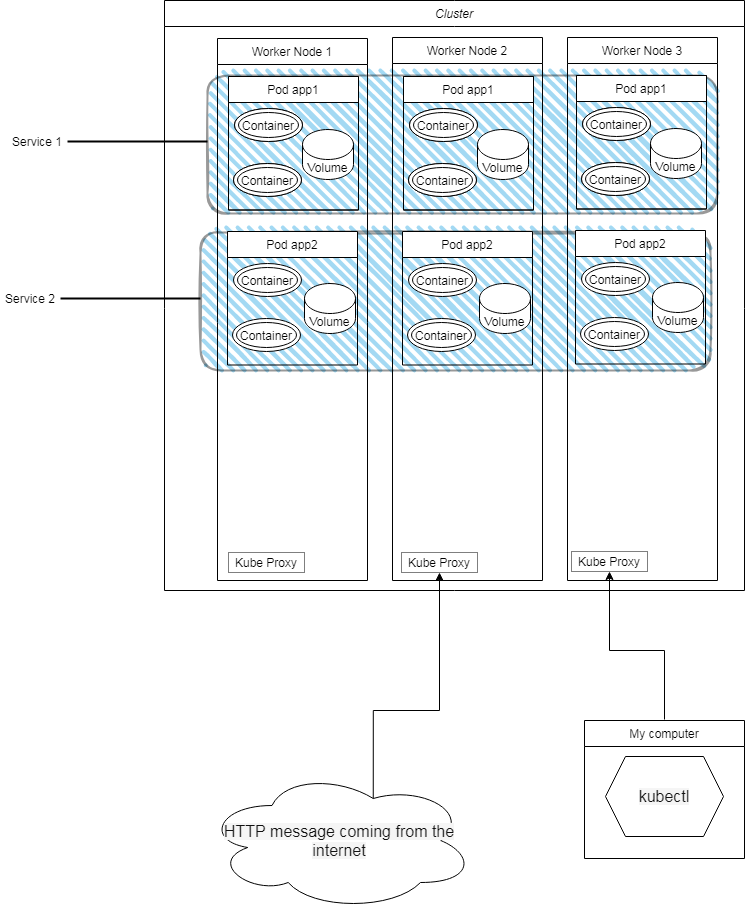 Cluster
Worker Node 1
Worker Node 2
Worker Node 3
Pod app1
Pod app1
Pod app1
Container
Container
Container
Service 1
Volume
Volume
Volume
Container
Container
Container
Pod app2
Pod app2
Pod app2
Container
Container
Container
Service 2
Volume
Volume
Volume
Container
Container
Container
Kube Proxy
Kube Proxy
Kube Proxy
My computer
kubectl
HTTP message coming from the
internet